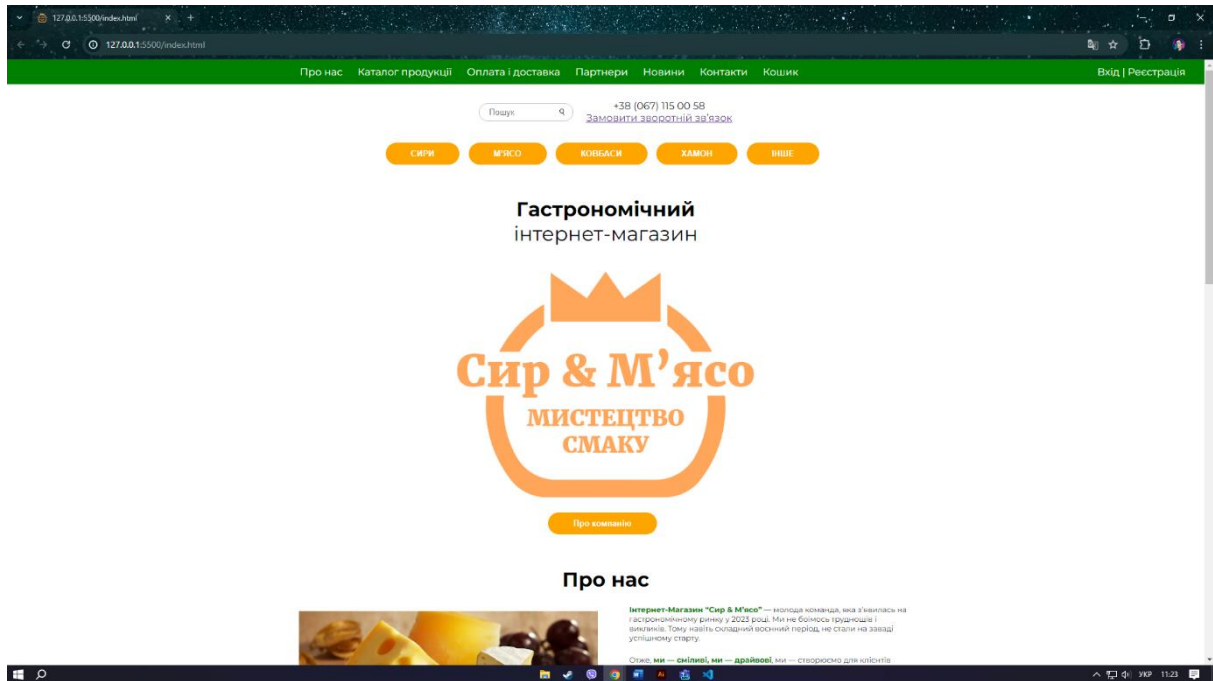 127.0.0.1:5500/index.html
127.0.0.1:5500/index.html
Про нас Каталог продукції Оплата і доставка Партнери Новини Контакти Кошик Вхід | Реєстрація
Пошук
+38 (067) 115 00 58
Замовити зворотній зв'язок
СИРИ М'ЯСО КОВБАСИ ХАМОН ІНШЕ
Гастрономічний
інтернет-магазин
Сир & М’ясо
МИСТЕЦТВО
СМАКУ
Про компанію
Про нас
Інтернет-Магазин "Сир & М'ясо" — молода команда, яка з'явилась на
гастрономічному ринку у 2023 році. Ми не боїмось труднощів і
викликів. Тому навіть складний воєнний період, не стали на заваді
успішному старту.
Отже, ми — сміливі, ми — драйвові, ми — створюємо для клієнтів
УКР 11:23